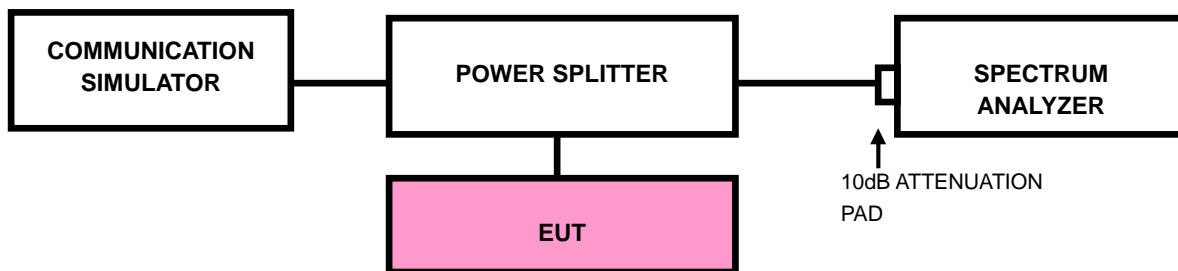 COMMUNICATION
SIMULATOR
POWER SPLITTER
SPECTRUM
ANALYZER
10dB ATTENUATION
PAD
EUT